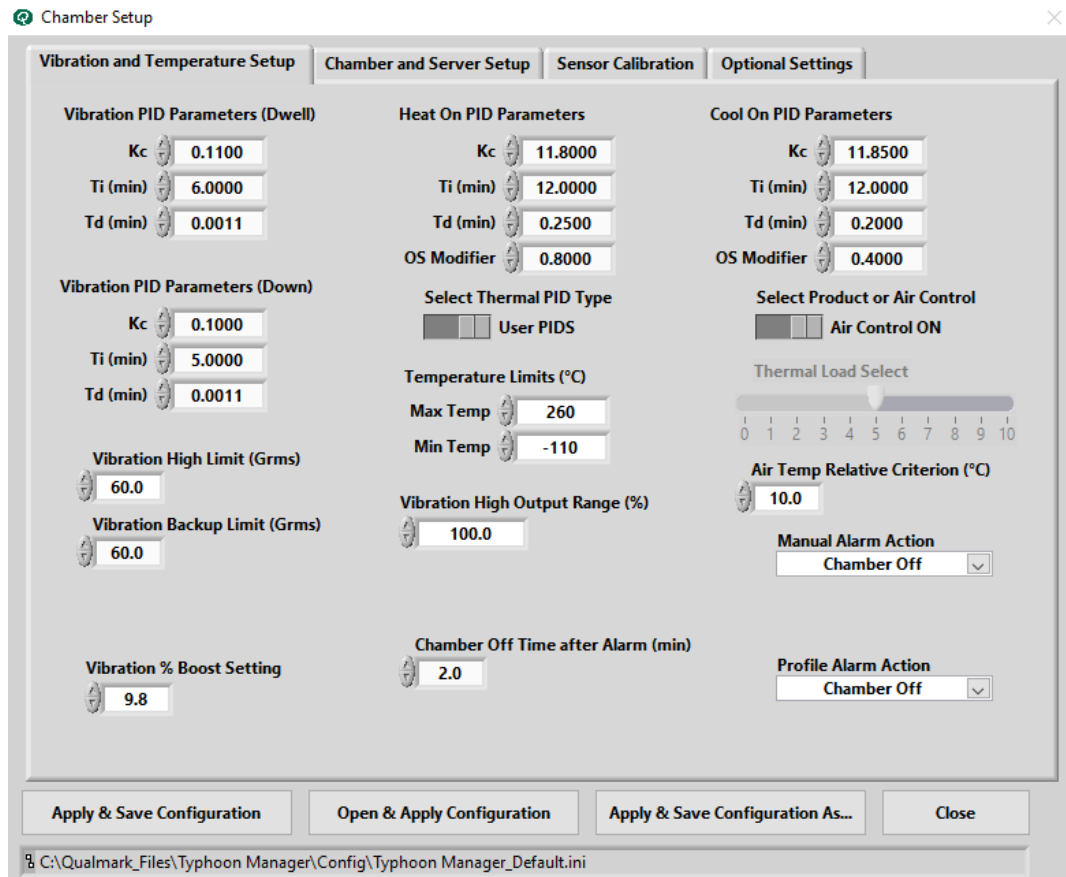 Chamber Setup
Vibration and Temperature Setup
Chamber and Server Setup
Sensor Calibration
Optional Settings
Vibration PID Parameters (Dwell)
Kc 0.1100
Ti (min) 6.0000
Td (min) 0.0011
Vibration PID Parameters (Down)
Kc 0.1000
Ti (min) 5.0000
Td (min) 0.0011
Vibration High Limit (Grms)
60.0
Vibration Backup Limit (Grms)
60.0
Vibration % Boost Setting
9.8
Heat On PID Parameters
Kc 11.8000
Ti (min) 12.0000
Td (min) 0.2500
OS Modifier 0.8000
Select Thermal PID Type
User PIDS
Temperature Limits (°C)
Max Temp 260
Min Temp -110
Vibration High Output Range (%)
100.0
Chamber Off Time after Alarm (min)
2.0
Cool On PID Parameters
Kc 11.8500
Ti (min) 12.0000
Td (min) 0.2000
OS Modifier 0.4000
Select Product or Air Control
Air Control ON
Thermal Load Select
0 1 2 3 4 5 6 7 8 9 10
Air Temp Relative Criterion (°C)
10.0
Manual Alarm Action
Chamber Off
Profile Alarm Action
Chamber Off
Apply & Save Configuration
Open & Apply Configuration
Apply & Save Configuration As...
Close
C:\Qualmark_Files\Typhoon Manager\Config\Typhoon Manager_Default.ini